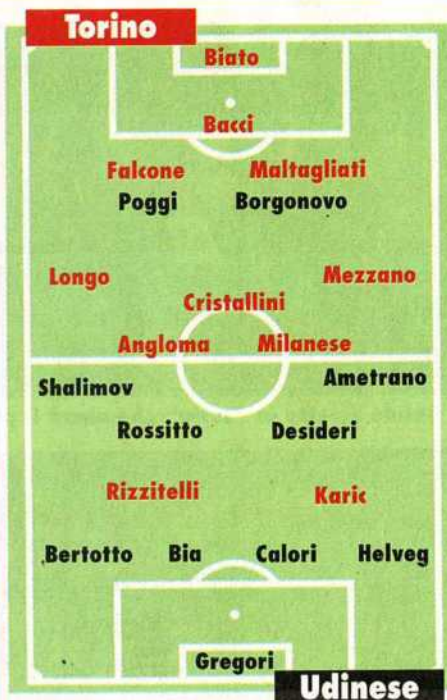 Torino
Biato
Bacci
Falcone Maltagliati
Poggi Borgonovo
Longo Mezzano
Cristallini
Angloma Milanese
Shalimov Ametrano
Rossitto Desideri
Rizzitelli Karic
Bertotto Bia Calori Helveg
Gregori
Udinese